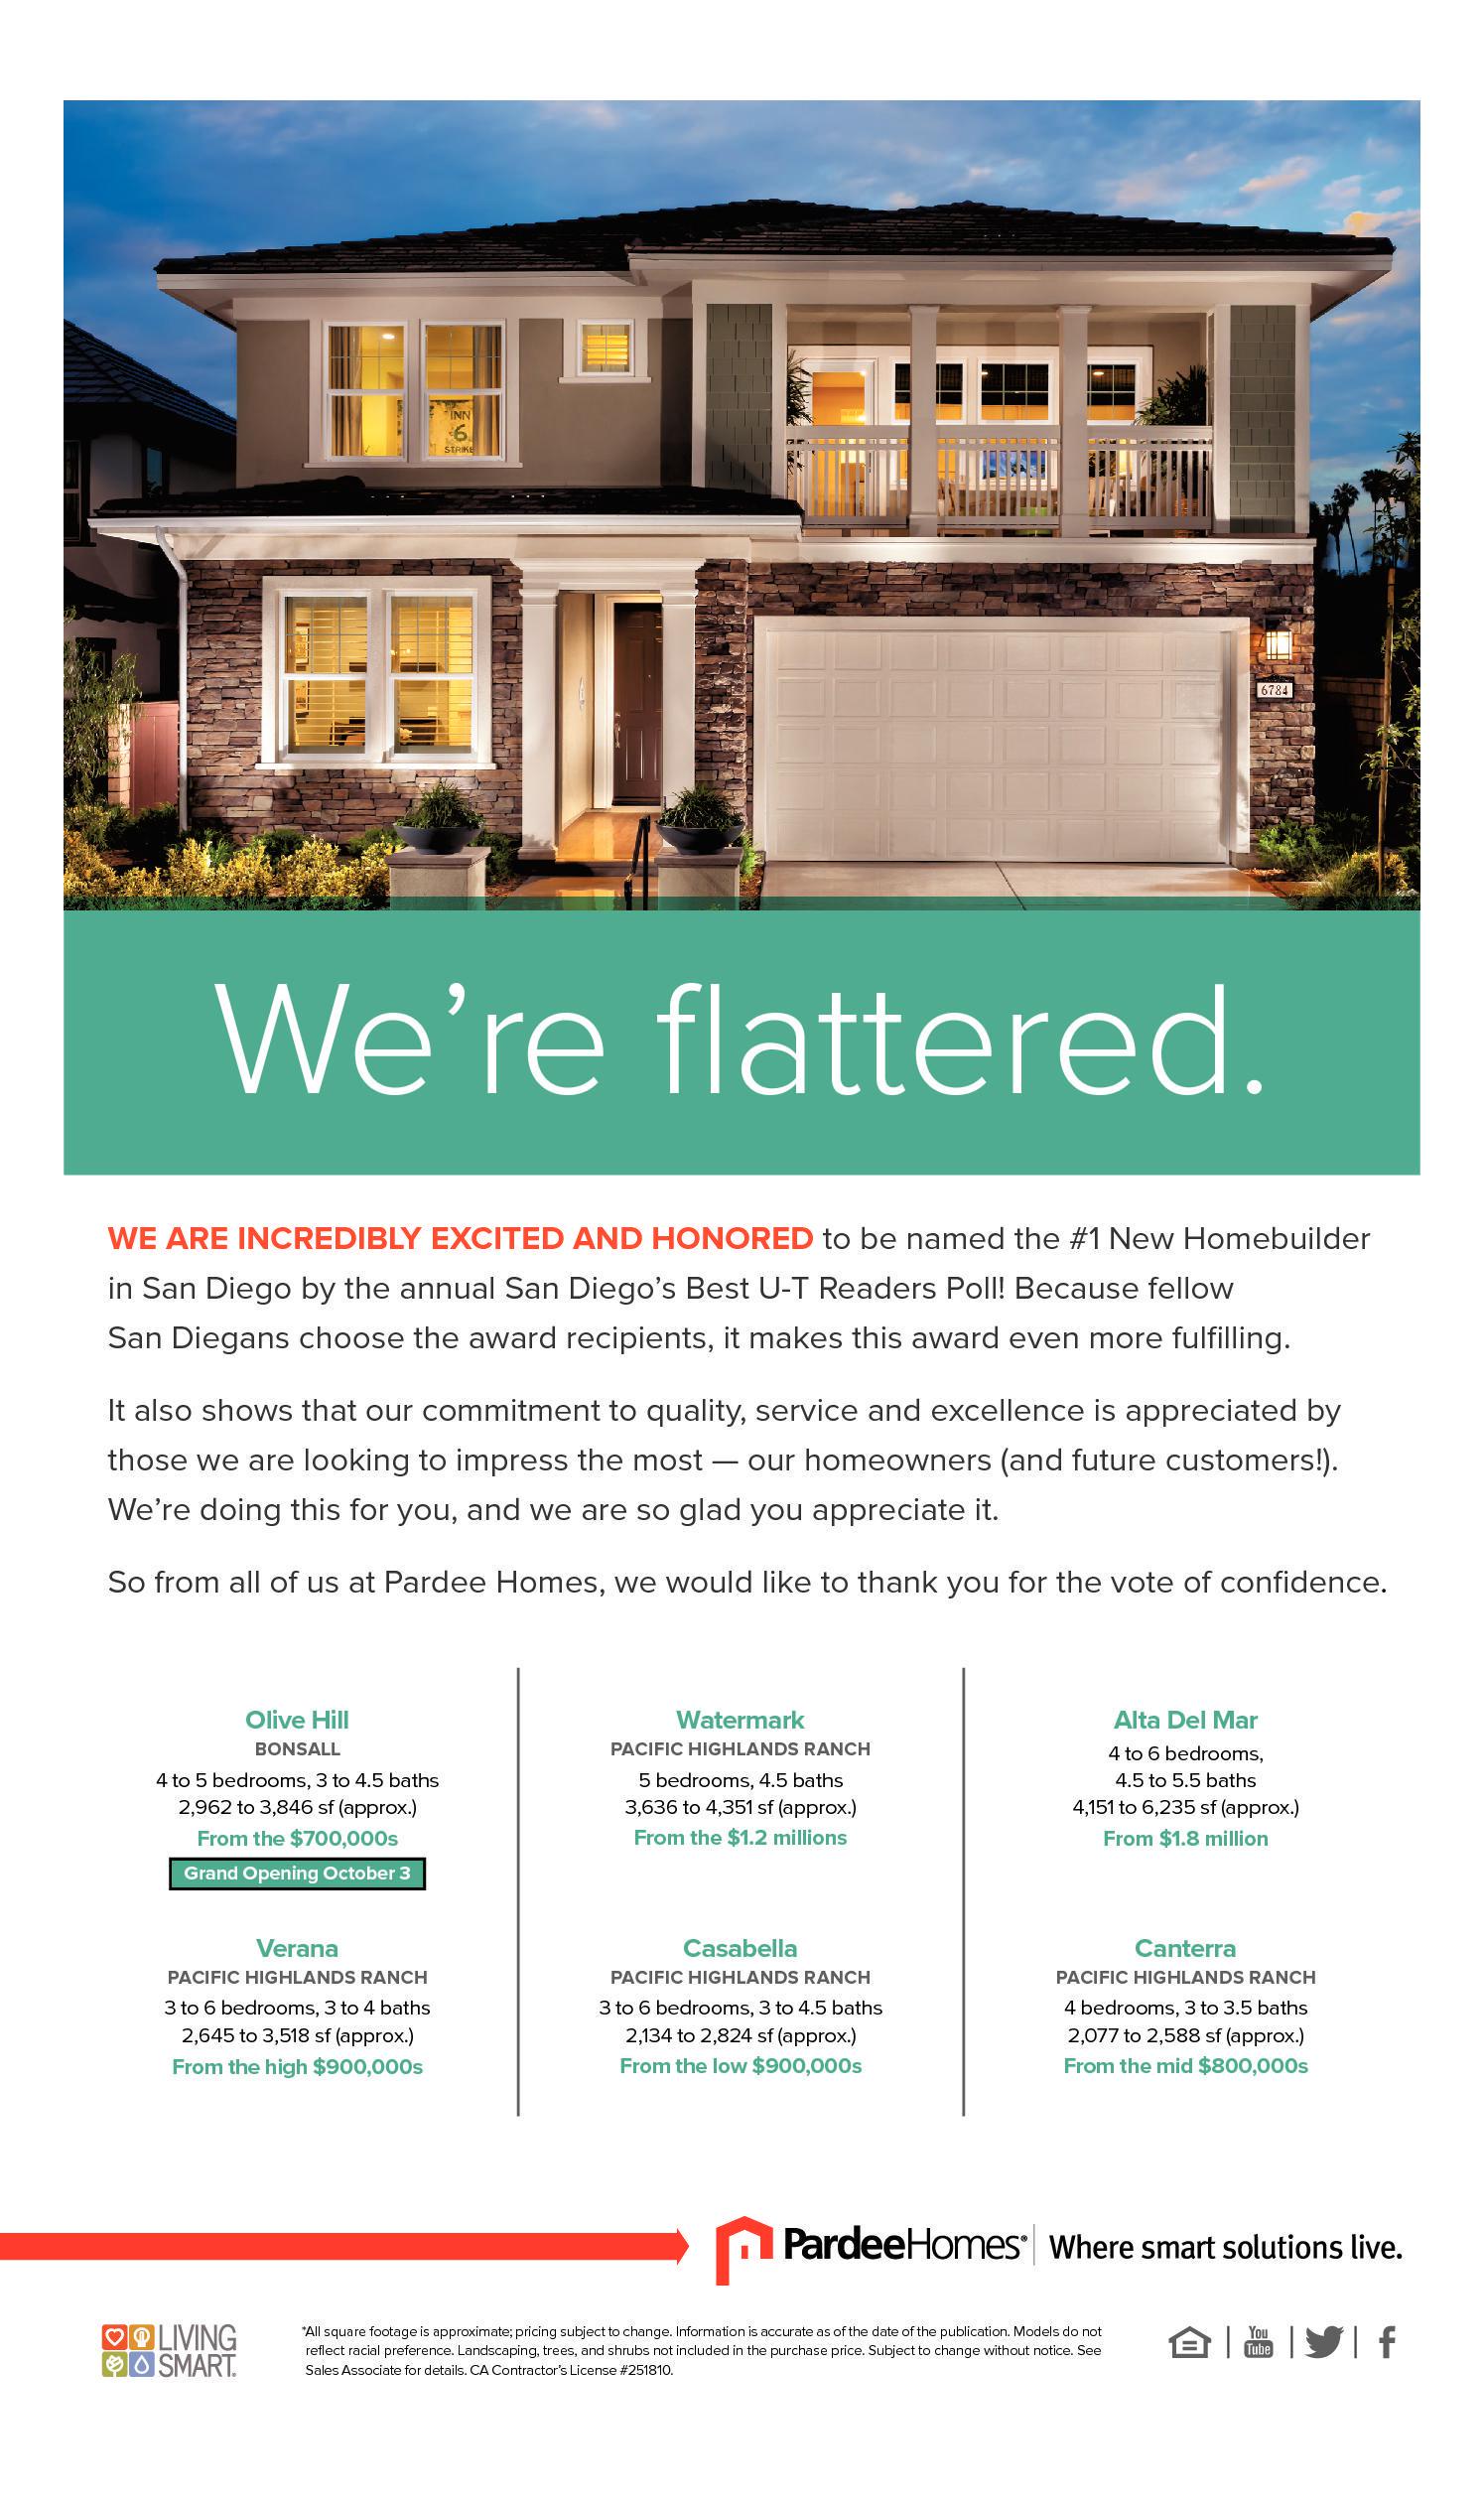 INN
6
STRIKE
6784
We’re flattered.
WE ARE INCREDIBLY EXCITED AND HONORED to be named the #1 New Homebuilder
in San Diego by the annual San Diego’s Best U-T Readers Poll! Because fellow
San Diegans choose the award recipients, it makes this award even more fulfilling.
It also shows that our commitment to quality, service and excellence is appreciated by
those we are looking to impress the most — our homeowners (and future customers!).
We’re doing this for you, and we are so glad you appreciate it.
So from all of us at Pardee Homes, we would like to thank you for the vote of confidence.
Olive Hill
BONSALL
4 to 5 bedrooms, 3 to 4.5 baths
2,962 to 3,846 sf (approx.)
From the $700,000s
Grand Opening October 3
Watermark
PACIFIC HIGHLANDS RANCH
5 bedrooms, 4.5 baths
3,636 to 4,351 sf (approx.)
From the $1.2 millions
Alta Del Mar
4 to 6 bedrooms,
4.5 to 5.5 baths
4,151 to 6,235 sf (approx.)
From $1.8 million
Verana
PACIFIC HIGHLANDS RANCH
3 to 6 bedrooms, 3 to 4 baths
2,645 to 3,518 sf (approx.)
From the high $900,000s
Casabella
PACIFIC HIGHLANDS RANCH
3 to 6 bedrooms, 3 to 4.5 baths
2,134 to 2,824 sf (approx.)
From the low $900,000s
Canterra
PACIFIC HIGHLANDS RANCH
4 bedrooms, 3 to 3.5 baths
2,077 to 2,588 sf (approx.)
From the mid $800,000s
PardeeHomes® Where smart solutions live.
LIVING
SMART.
*All square footage is approximate; pricing subject to change. Information is accurate as of the date of the publication. Models do not
reflect racial preference. Landscaping, trees, and shrubs not included in the purchase price. Subject to change without notice. See
Sales Associate for details. CA Contractor’s License #251810.
You
Tube
f